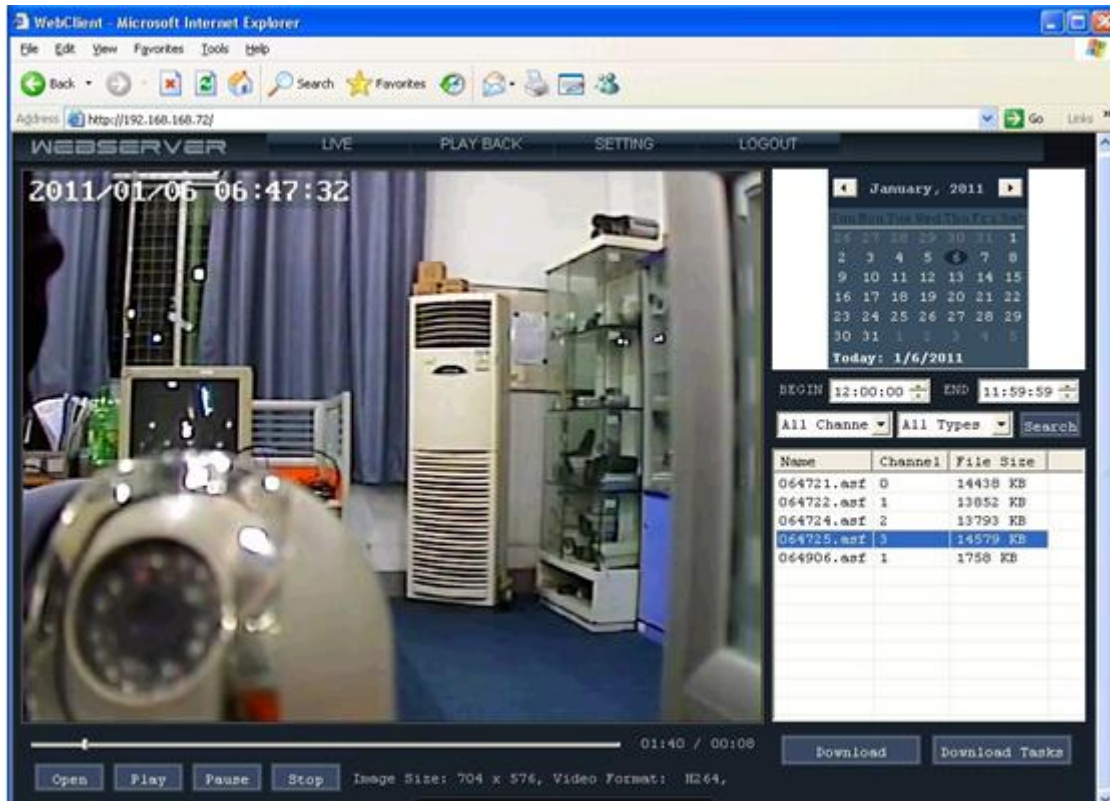 WebClient - Microsoft Internet Explorer
File Edit View Favorites Tools Help
Back Search Favorites
Address http://192.168.168.72/ Go Links
WEBSERVER LIVE PLAY BACK SETTING LOGOUT
2011/01/06 06:47:32
January, 2011
Sun Mon Tue Wed Thu Fri Sat
26 27 28 29 30 31 1
2 3 4 5 6 7 8
9 10 11 12 13 14 15
16 17 18 19 20 21 22
23 24 25 26 27 28 29
30 31 1 2 3 4 5
Today: 1/6/2011
BEGIN 12:00:00 END 11:59:59
All Channe All Types Search
Name Channel File Size
064721.asf 0 14438 KB
064722.asf 1 13852 KB
064724.asf 2 13793 KB
064725.asf 3 14579 KB
064906.asf 1 1758 KB
01:40 / 00:08
Download Download Tasks
Open Play Pause Stop Image Size: 704 x 576, Video Format: H264,